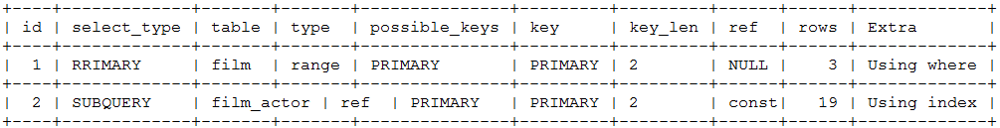 | id | select_type | table | type | possible_keys | key | key_len | ref | rows | Extra |
| 1 | RRIMARY | film | range | PRIMARY | PRIMARY | 2 | NULL | 3 | Using where |
| 2 | SUBQUERY | film_actor | ref | PRIMARY | PRIMARY | 2 | const| 19 | Using index |